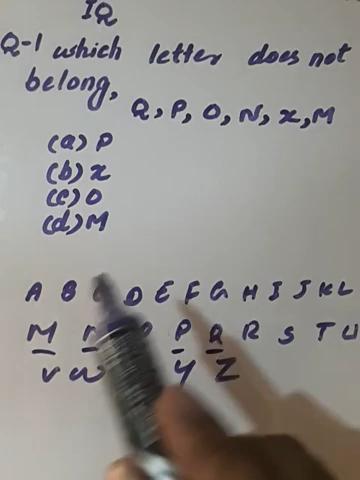 IQ
Q-1 which letter does not
belong,
Q, P, O, N, x, M
(a) P
(b) x
(c) O
(d) M
A B D E F G H I J K L
M P Q R S T U
V W Y Z